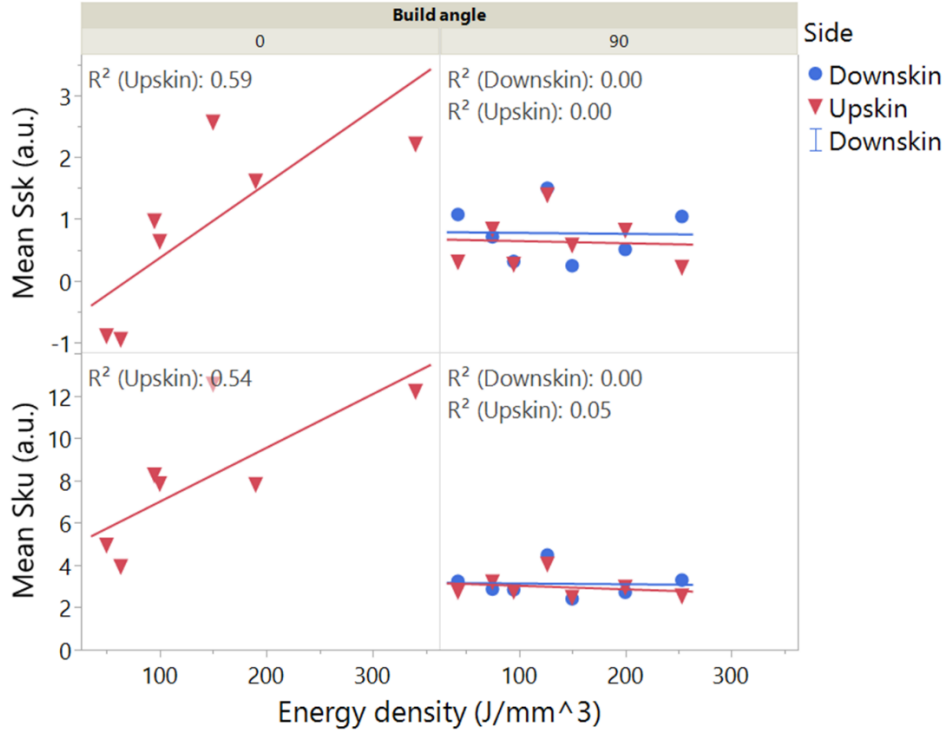 Build angle
0 90
Side
Downskin
Upskin
Downskin
R² (Upskin): 0.59
R² (Downskin): 0.00
R² (Upskin): 0.00
Mean Ssk (a.u.)
3
2
1
0
-1
R² (Upskin): 0.54
R² (Downskin): 0.00
R² (Upskin): 0.05
Mean Sku (a.u.)
12
10
8
6
4
2
0
100 200 300 100 200 300
Energy density (J/mm^3)